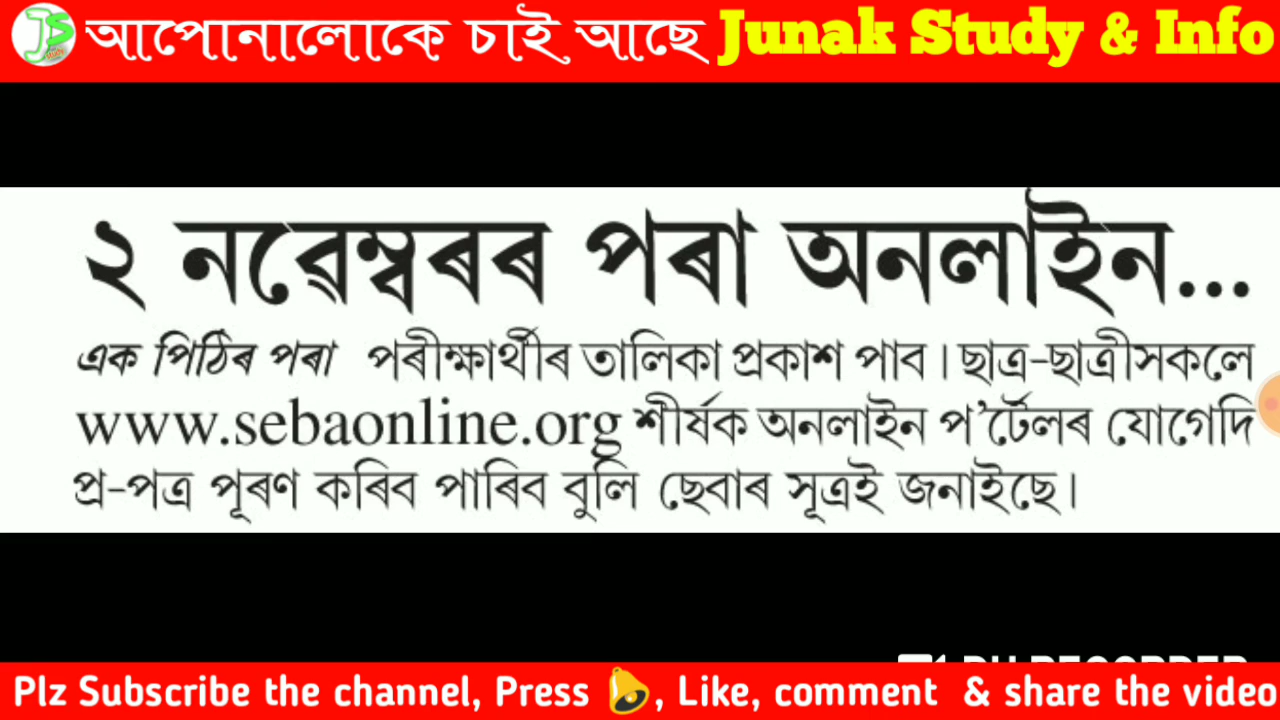 JS
আপোনালোকে চাই আছে Junak Study & Info
২ নৱেম্বৰৰ পৰা অনলাইন...
এক পিঠিৰ পৰা পৰীক্ষাৰ্থীৰ তালিকা প্ৰকাশ পাব। ছাত্ৰ-ছাত্ৰীসকলে
www.sebaonline.org শীৰ্ষক অনলাইন প'ৰ্টেলৰ যোগেদি
প্ৰ-পত্ৰ পূৰণ কৰিব পাৰিব বুলি ছেবাৰ সূত্ৰই জনাইছে।
Plz Subscribe the channel, Press 🔔, Like, comment & share the video